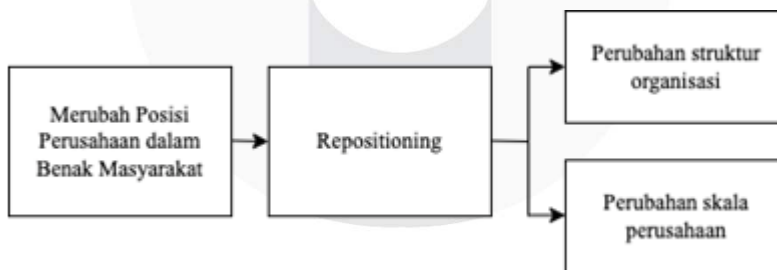 Merubah Posisi
Perusahaan dalam
Benak Masyarakat
Repositioning
Perubahan struktur
organisasi
Perubahan skala
perusahaan